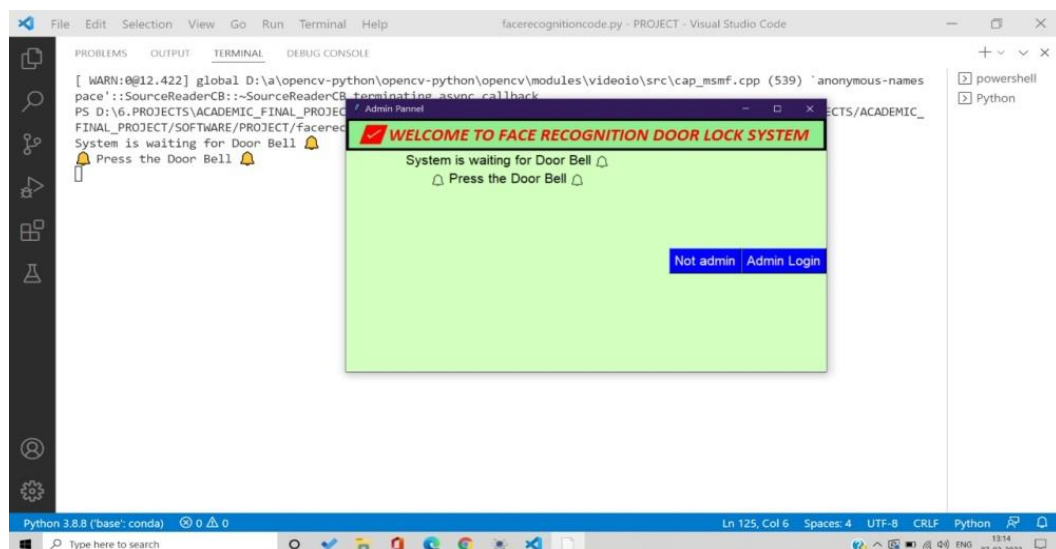 File Edit Selection View Go Run Terminal Help facerecognitioncode.py - PROJECT - Visual Studio Code
PROBLEMS OUTPUT TERMINAL DEBUG CONSOLE
[ WARN:0@12.422] global D:\a\opencv-python\opencv-python\opencv\modules\videoio\src\cap_msmf.cpp (539) `anonymous-names
pace'::SourceReaderCB::~SourceReaderCB terminating async callback
PS D:\6.PROJECTS\ACADEMIC_FINAL_PROJEC ECTS/ACADEMIC_
FINAL_PROJECT/SOFTWARE/PROJECT/facerec
System is waiting for Door Bell 🔔
🔔 Press the Door Bell 🔔
powershell
Python
Admin Pannel
WELCOME TO FACE RECOGNITION DOOR LOCK SYSTEM
System is waiting for Door Bell 🔔
🔔 Press the Door Bell 🔔
Not admin Admin Login
Python 3.8.8 ('base': conda) 0 0 Ln 125, Col 6 Spaces: 4 UTF-8 CRLF Python
Type here to search ENG 13:14